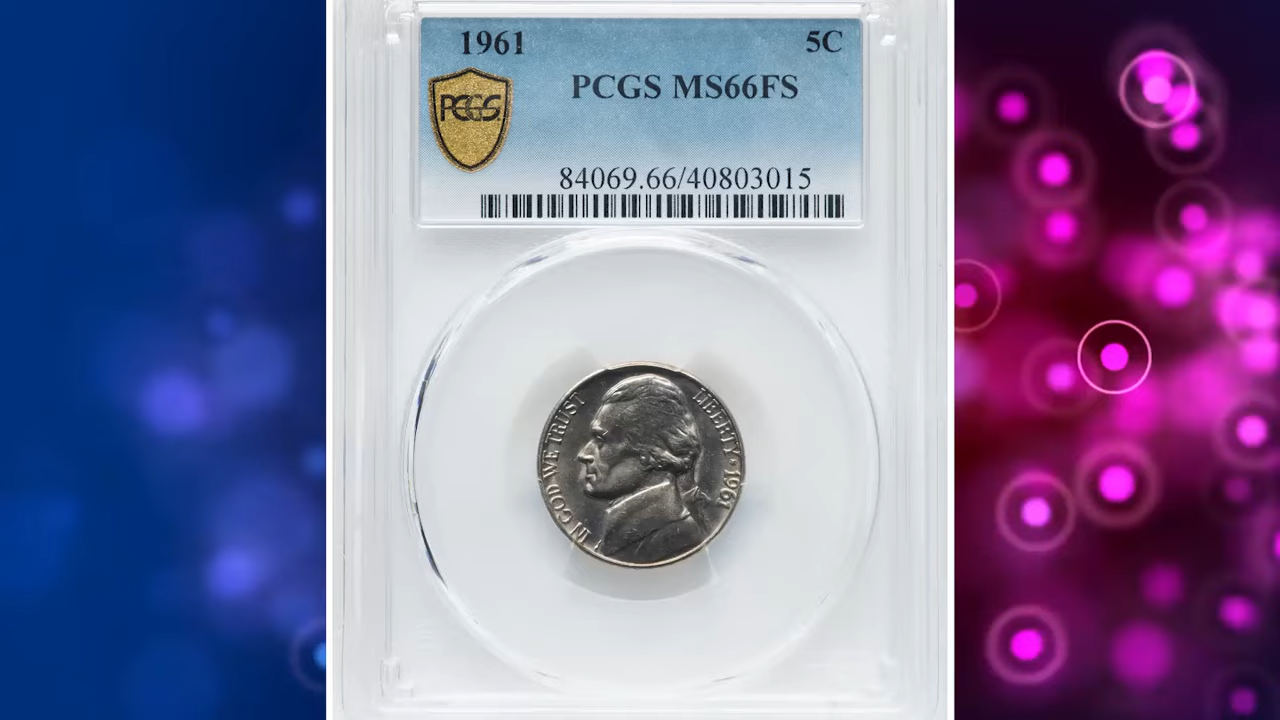 1961 5C
PCGS
PCGS MS66FS
84069.66/40803015
IN GOD WE TRUST
LIBERTY 1961